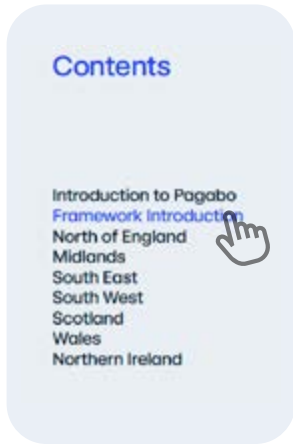 Contents
Introduction to Pagabo
Framework Introduction
North of England
Midlands
South East
South West
Scotland
Wales
Northern Ireland